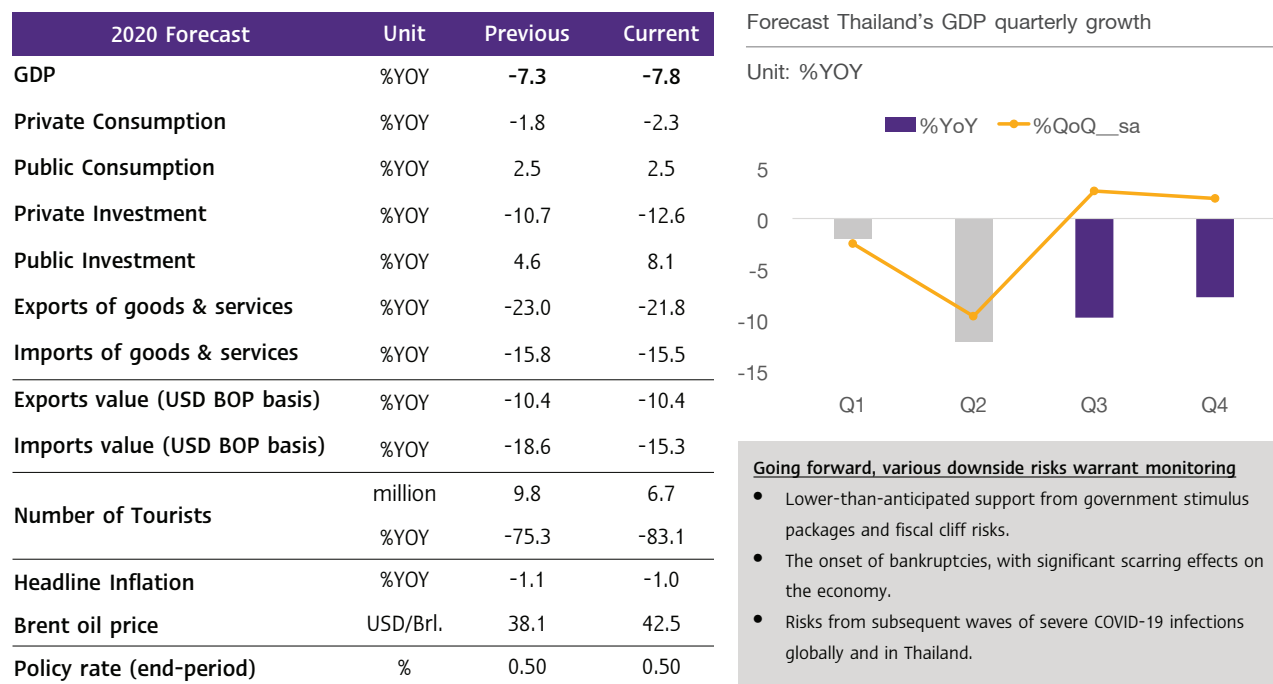 2020 Forecast Unit Previous Current
GDP %YOY -7.3 -7.8
Private Consumption %YOY -1.8 -2.3
Public Consumption %YOY 2.5 2.5
Private Investment %YOY -10.7 -12.6
Public Investment %YOY 4.6 8.1
Exports of goods & services %YOY -23.0 -21.8
Imports of goods & services %YOY -15.8 -15.5
Exports value (USD BOP basis) %YOY -10.4 -10.4
Imports value (USD BOP basis) %YOY -18.6 -15.3
Number of Tourists
million 9.8 6.7
%YOY -75.3 -83.1
Headline Inflation %YOY -1.1 -1.0
Brent oil price USD/Brl. 38.1 42.5
Policy rate (end-period) % 0.50 0.50
Forecast Thailand's GDP quarterly growth
Unit: %YOY
%YoY %QoQ__sa
5
0
-5
-10
-15
Q1 Q2 Q3 Q4
Going forward, various downside risks warrant monitoring
• Lower-than-anticipated support from government stimulus
packages and fiscal cliff risks.
• The onset of bankruptcies, with significant scarring effects on
the economy.
• Risks from subsequent waves of severe COVID-19 infections
globally and in Thailand.